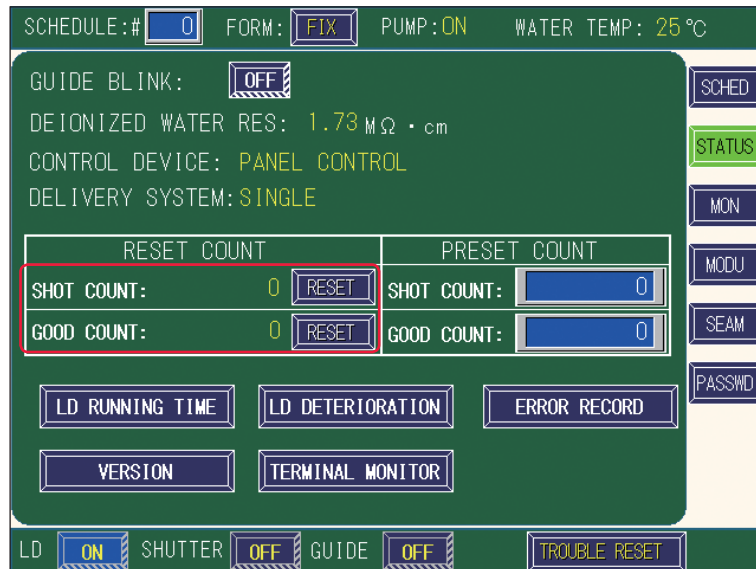 SCHEDULE:# 0 FORM: FIX PUMP:ON WATER TEMP: 25 ℃
GUIDE BLINK: OFF
DEIONIZED WATER RES: 1.73 MΩ・cm
CONTROL DEVICE: PANEL CONTROL
DELIVERY SYSTEM:SINGLE
RESET COUNT PRESET COUNT
SHOT COUNT: 0 RESET SHOT COUNT: 0
GOOD COUNT: 0 RESET GOOD COUNT: 0
LD RUNNING TIME LD DETERIORATION ERROR RECORD
VERSION TERMINAL MONITOR
SCHED
STATUS
MON
MODU
SEAM
PASSWD
LD ON SHUTTER OFF GUIDE OFF TROUBLE RESET